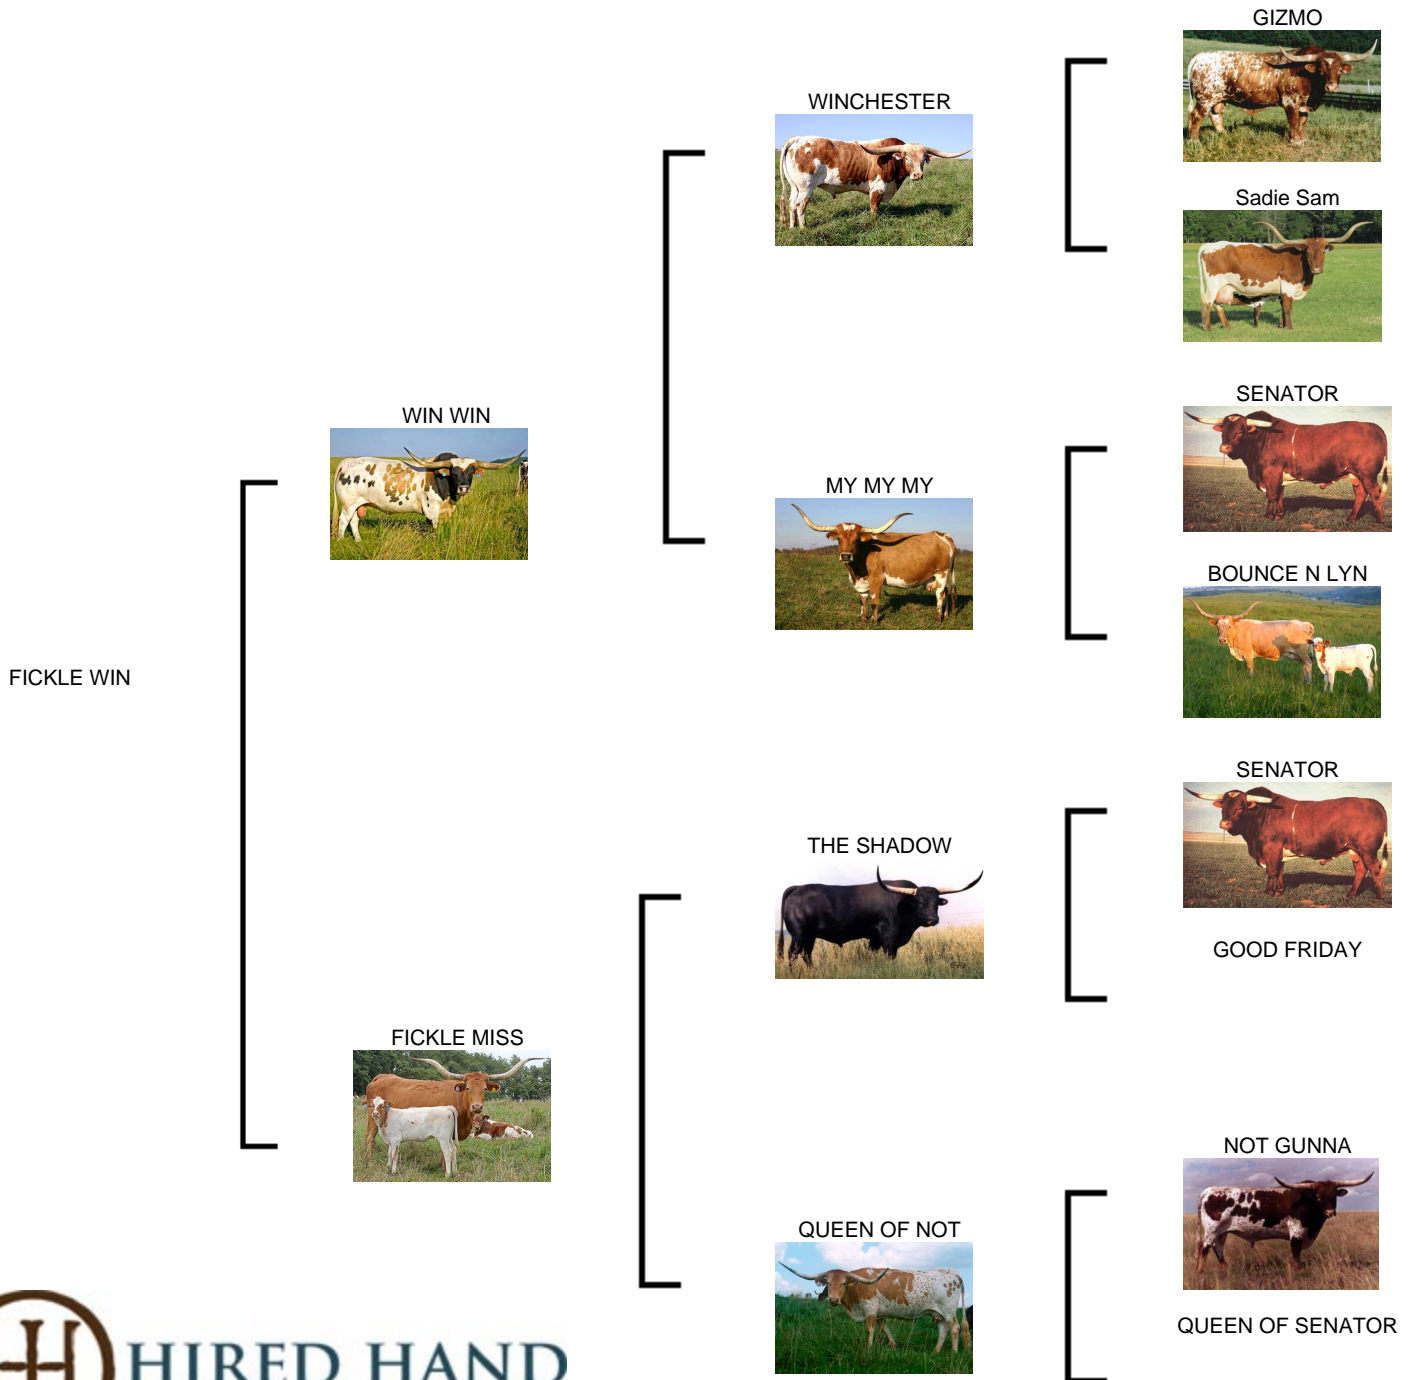 GIZMO
WINCHESTER
Sadie Sam
SENATOR
WIN WIN
MY MY MY
BOUNCE N LYN
FICKLE WIN
SENATOR
THE SHADOW
GOOD FRIDAY
FICKLE MISS
NOT GUNNA
QUEEN OF NOT
QUEEN OF SENATOR
HIRED HAND